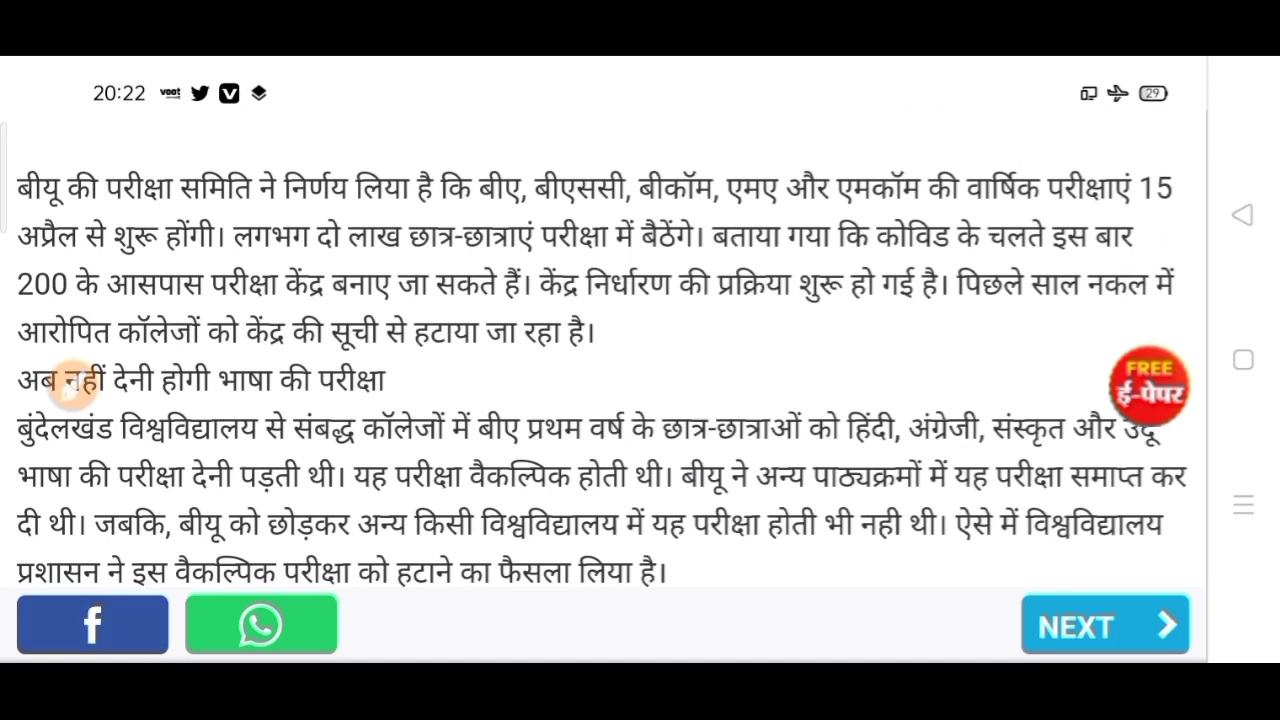 20:22 voot
29
बीयू की परीक्षा समिति ने निर्णय लिया है कि बीए, बीएससी, बीकॉम, एमए और एमकॉम की वार्षिक परीक्षाएं 15
अप्रैल से शुरू होंगी। लगभग दो लाख छात्र-छात्राएं परीक्षा में बैठेंगे। बताया गया कि कोविड के चलते इस बार
200 के आसपास परीक्षा केंद्र बनाए जा सकते हैं। केंद्र निर्धारण की प्रक्रिया शुरू हो गई है। पिछले साल नकल में
आरोपित कॉलेजों को केंद्र की सूची से हटाया जा रहा है।
अब नहीं देनी होगी भाषा की परीक्षा
FREE
ई-पेपर
बुंदेलखंड विश्वविद्यालय से संबद्ध कॉलेजों में बीए प्रथम वर्ष के छात्र-छात्राओं को हिंदी, अंग्रेजी, संस्कृत और उर्दू
भाषा की परीक्षा देनी पड़ती थी। यह परीक्षा वैकल्पिक होती थी। बीयू ने अन्य पाठ्यक्रमों में यह परीक्षा समाप्त कर
दी थी। जबकि, बीयू को छोड़कर अन्य किसी विश्वविद्यालय में यह परीक्षा होती भी नही थी। ऐसे में विश्वविद्यालय
प्रशासन ने इस वैकल्पिक परीक्षा को हटाने का फैसला लिया है।
NEXT